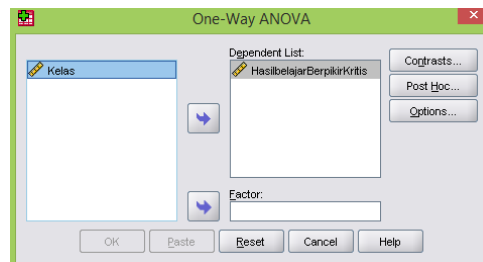 One-Way ANOVA
Kelas
Dependent List:
HasilbelajarBerpikirKritis
Contrasts...
Post Hoc...
Options...
Factor:
OK Paste Reset Cancel Help